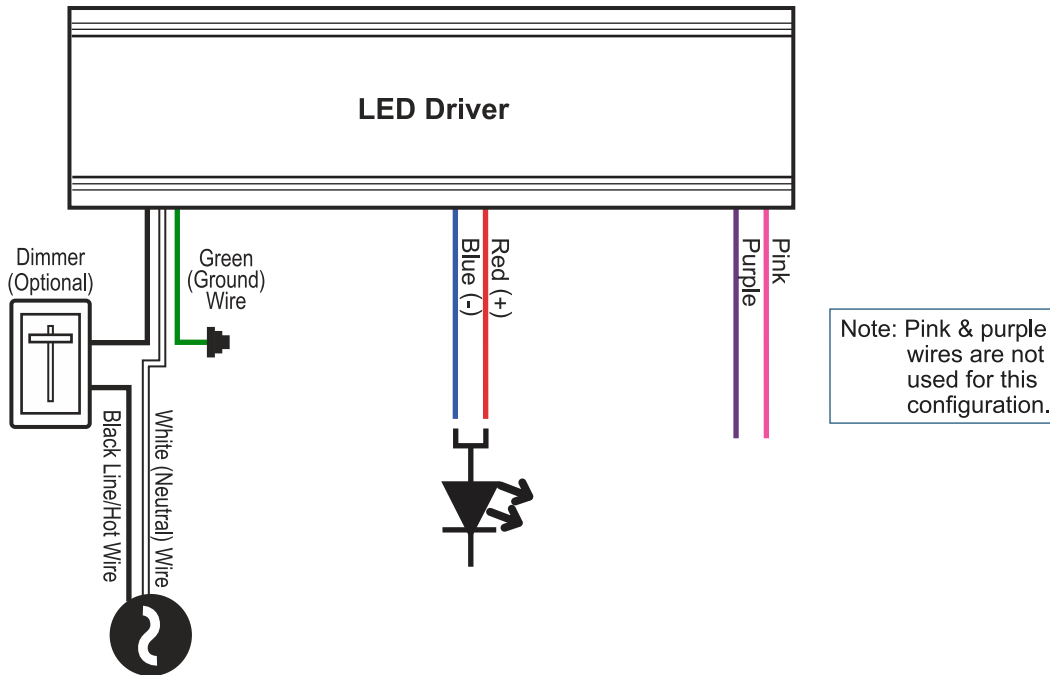 LED Driver
Dimmer
(Optional)
Green
(Ground)
Wire
Blue (-)
Red (+)
Purple
Pink
Note: Pink & purple
wires are not
used for this
configuration.
Black Line/Hot Wire
White (Neutral) Wire